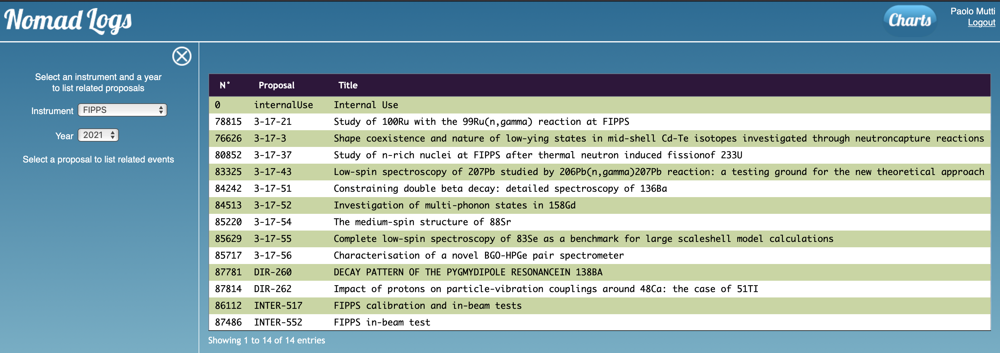 Nomad Logs
Charts
Paolo Mutti
Logout
Select an instrument and a year
to list related proposals
Instrument FIPPS
Year 2021
Select a proposal to list related events
N° Proposal Title
0 internalUse Internal Use
78815 3-17-21 Study of 100Ru with the 99Ru(n,gamma) reaction at FIPPS
76626 3-17-3 Shape coexistence and nature of low-ying states in mid-shell Cd-Te isotopes investigated through neutroncapture reactions
80852 3-17-37 Study of n-rich nuclei at FIPPS after thermal neutron induced fissionof 233U
83325 3-17-43 Low-spin spectroscopy of 207Pb studied by 206Pb(n,gamma)207Pb reaction: a testing ground for the new theoretical approach
84242 3-17-51 Constraining double beta decay: detailed spectroscopy of 136Ba
84513 3-17-52 Investigation of multi-phonon states in 158Gd
85220 3-17-54 The medium-spin structure of 88Sr
85629 3-17-55 Complete low-spin spectroscopy of 83Se as a benchmark for large scaleshell model calculations
85717 3-17-56 Characterisation of a novel BGO-HPGe pair spectrometer
87781 DIR-260 DECAY PATTERN OF THE PYGMYDIPOLE RESONANCEIN 138BA
87814 DIR-262 Impact of protons on particle-vibration couplings around 48Ca: the case of 51TI
86112 INTER-517 FIPPS calibration and in-beam tests
87486 INTER-552 FIPPS in-beam test
Showing 1 to 14 of 14 entries